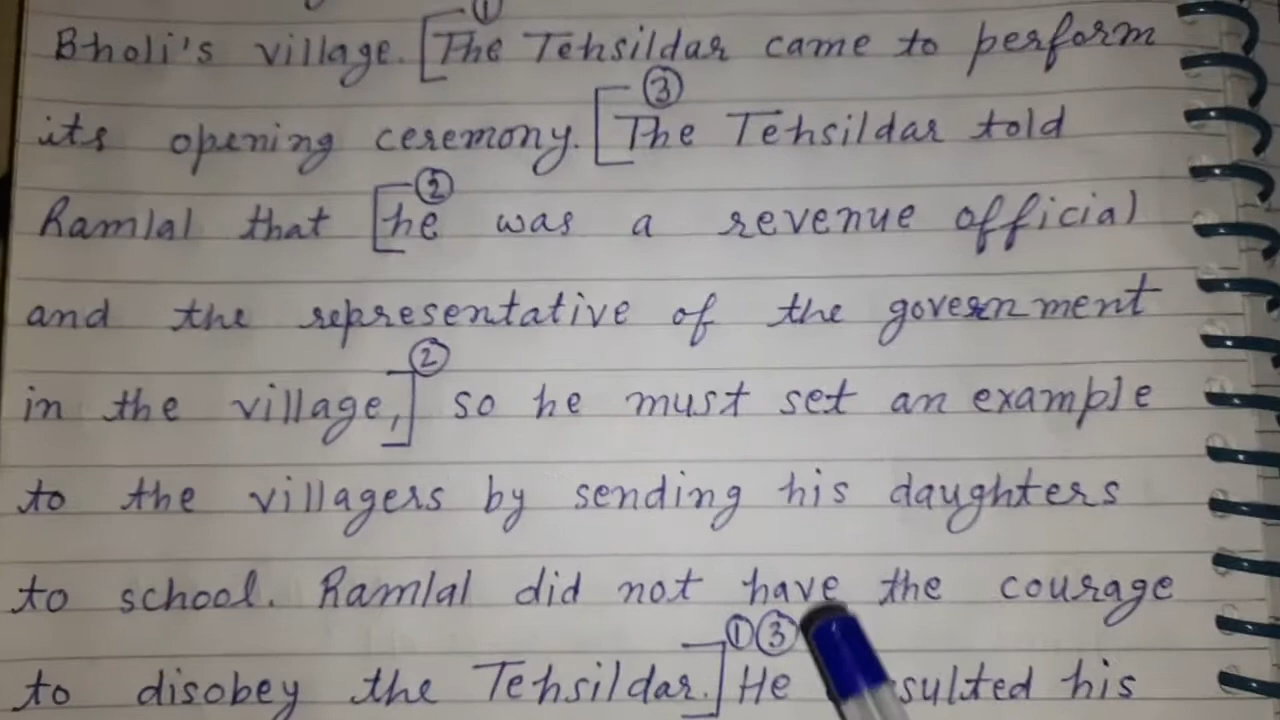 Bholi's village. [The Tehsildar came to perform
its opening ceremony. [The Tehsildar told
Ramlal that [he was a revenue official
and the representative of the government
in the village,] so he must set an example
to the villagers by sending his daughters
to school. Ramlal did not have the courage
to disobey the Tehsildar.] He his